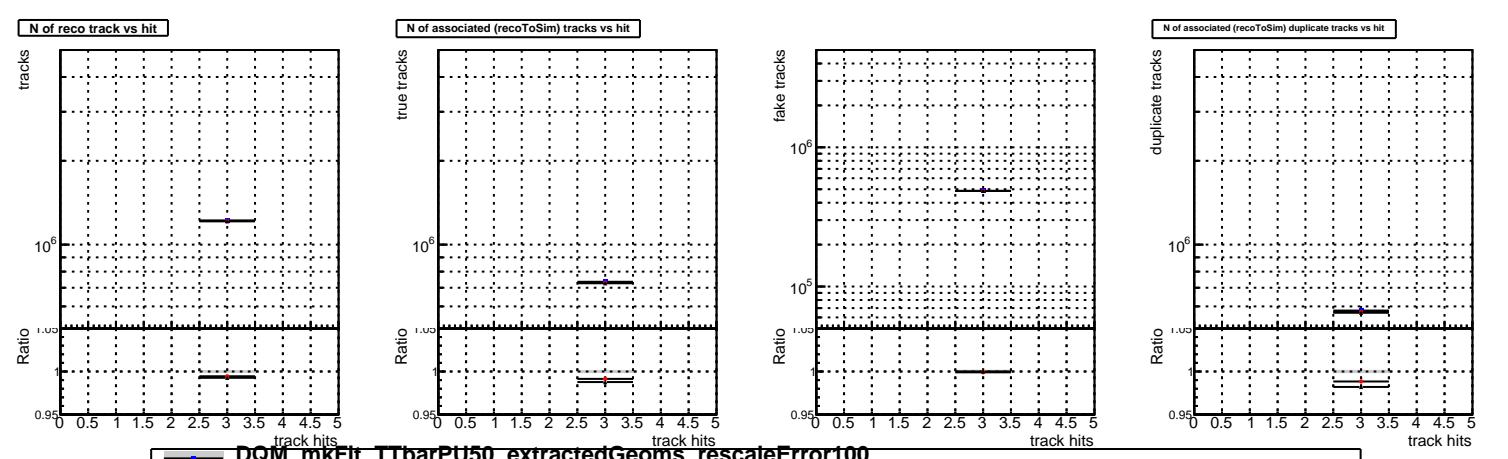 N of reco track vs hit
N of associated (recoToSim) tracks vs hit
N of associated (recoToSim) duplicate tracks vs hit
tracks
10^6
Ratio
1.05
1
0.95
0 0.5 1 1.5 2 2.5 3 3.5 4 4.5 5
track hits
true tracks
10^6
Ratio
1.05
1
0.95
0 0.5 1 1.5 2 2.5 3 3.5 4 4.5 5
track hits
fake tracks
10^6
10^5
Ratio
1.05
1
0.95
0 0.5 1 1.5 2 2.5 3 3.5 4 4.5 5
track hits
duplicate tracks
10^6
Ratio
1.05
1
0.95
0 0.5 1 1.5 2 2.5 3 3.5 4 4.5 5
track hits
DQM_mkFit_TTbarPU50_extractedGeoms_rescaleError100